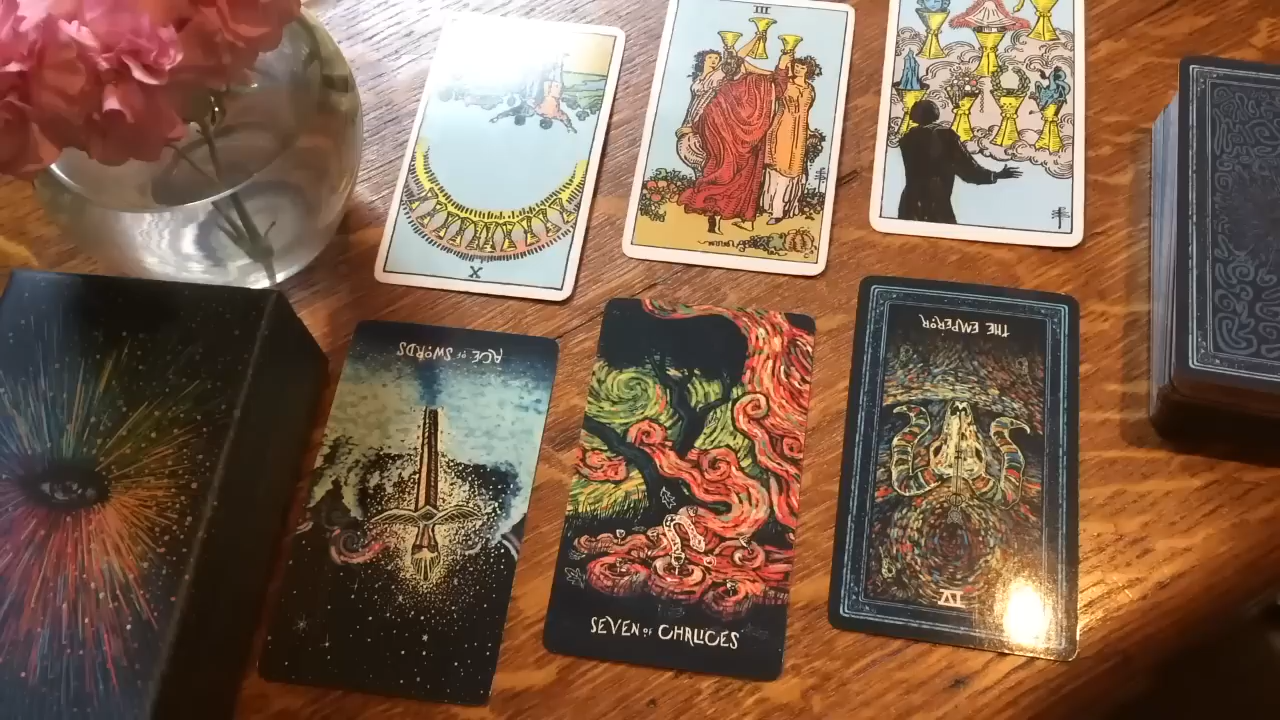 III
X
ACE OF SWORDS
THE EMPEROR
IV
SEVEN OF CHALICES